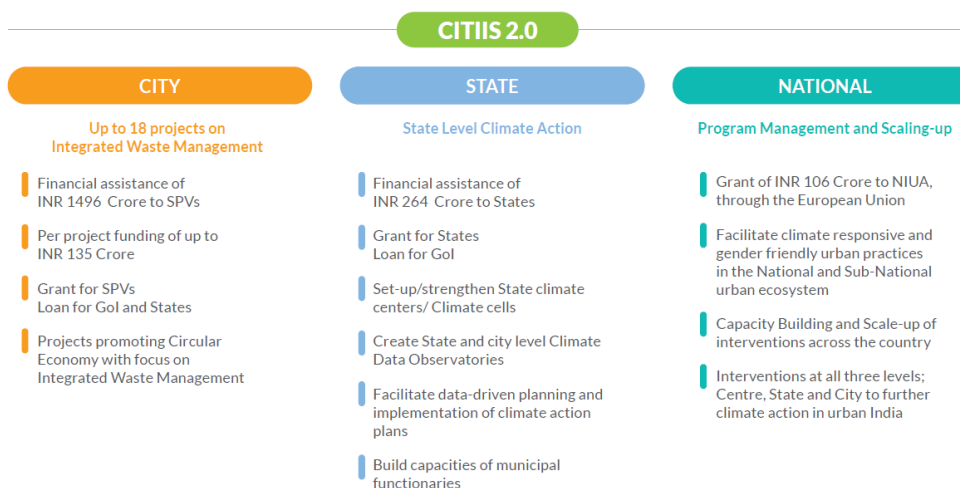 CITIIS 2.0
CITY
Up to 18 projects on
Integrated Waste Management
Financial assistance of
INR 1496 Crore to SPVs
Per project funding of up to
INR 135 Crore
Grant for SPVs
Loan for GoI and States
Projects promoting Circular
Economy with focus on
Integrated Waste Management
STATE
State Level Climate Action
Financial assistance of
INR 264 Crore to States
Grant for States
Loan for GoI
Set-up/strengthen State climate
centers/ Climate cells
Create State and city level Climate
Data Observatories
Facilitate data-driven planning and
implementation of climate action
plans
Build capacities of municipal
functionaries
NATIONAL
Program Management and Scaling-up
Grant of INR 106 Crore to NIUA,
through the European Union
Facilitate climate responsive and
gender friendly urban practices
in the National and Sub-National
urban ecosystem
Capacity Building and Scale-up of
interventions across the country
Interventions at all three levels;
Centre, State and City to further
climate action in urban India